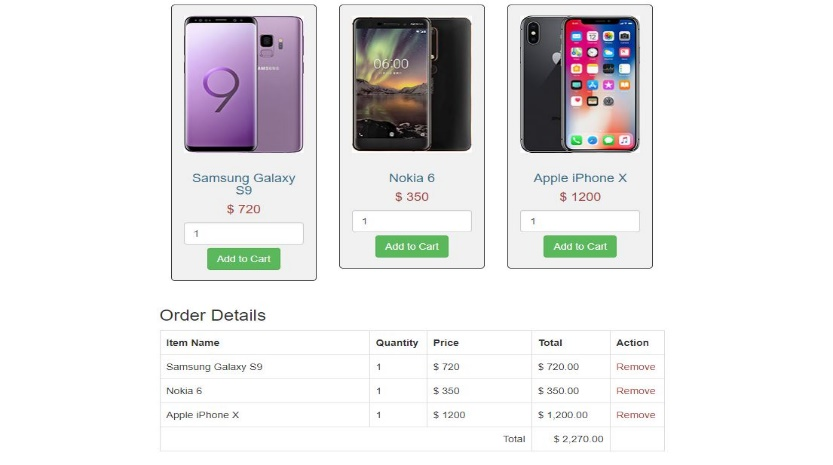 9
SAMSUNG
06:00
Samsung Galaxy
S9
$ 720
1
Add to Cart
Nokia 6
$ 350
1
Add to Cart
Apple iPhone X
$ 1200
1
Add to Cart
Order Details
Item Name Quantity Price Total Action
Samsung Galaxy S9 1 $ 720 $ 720.00 Remove
Nokia 6 1 $ 350 $ 350.00 Remove
Apple iPhone X 1 $ 1200 $ 1,200.00 Remove
Total $ 2,270.00